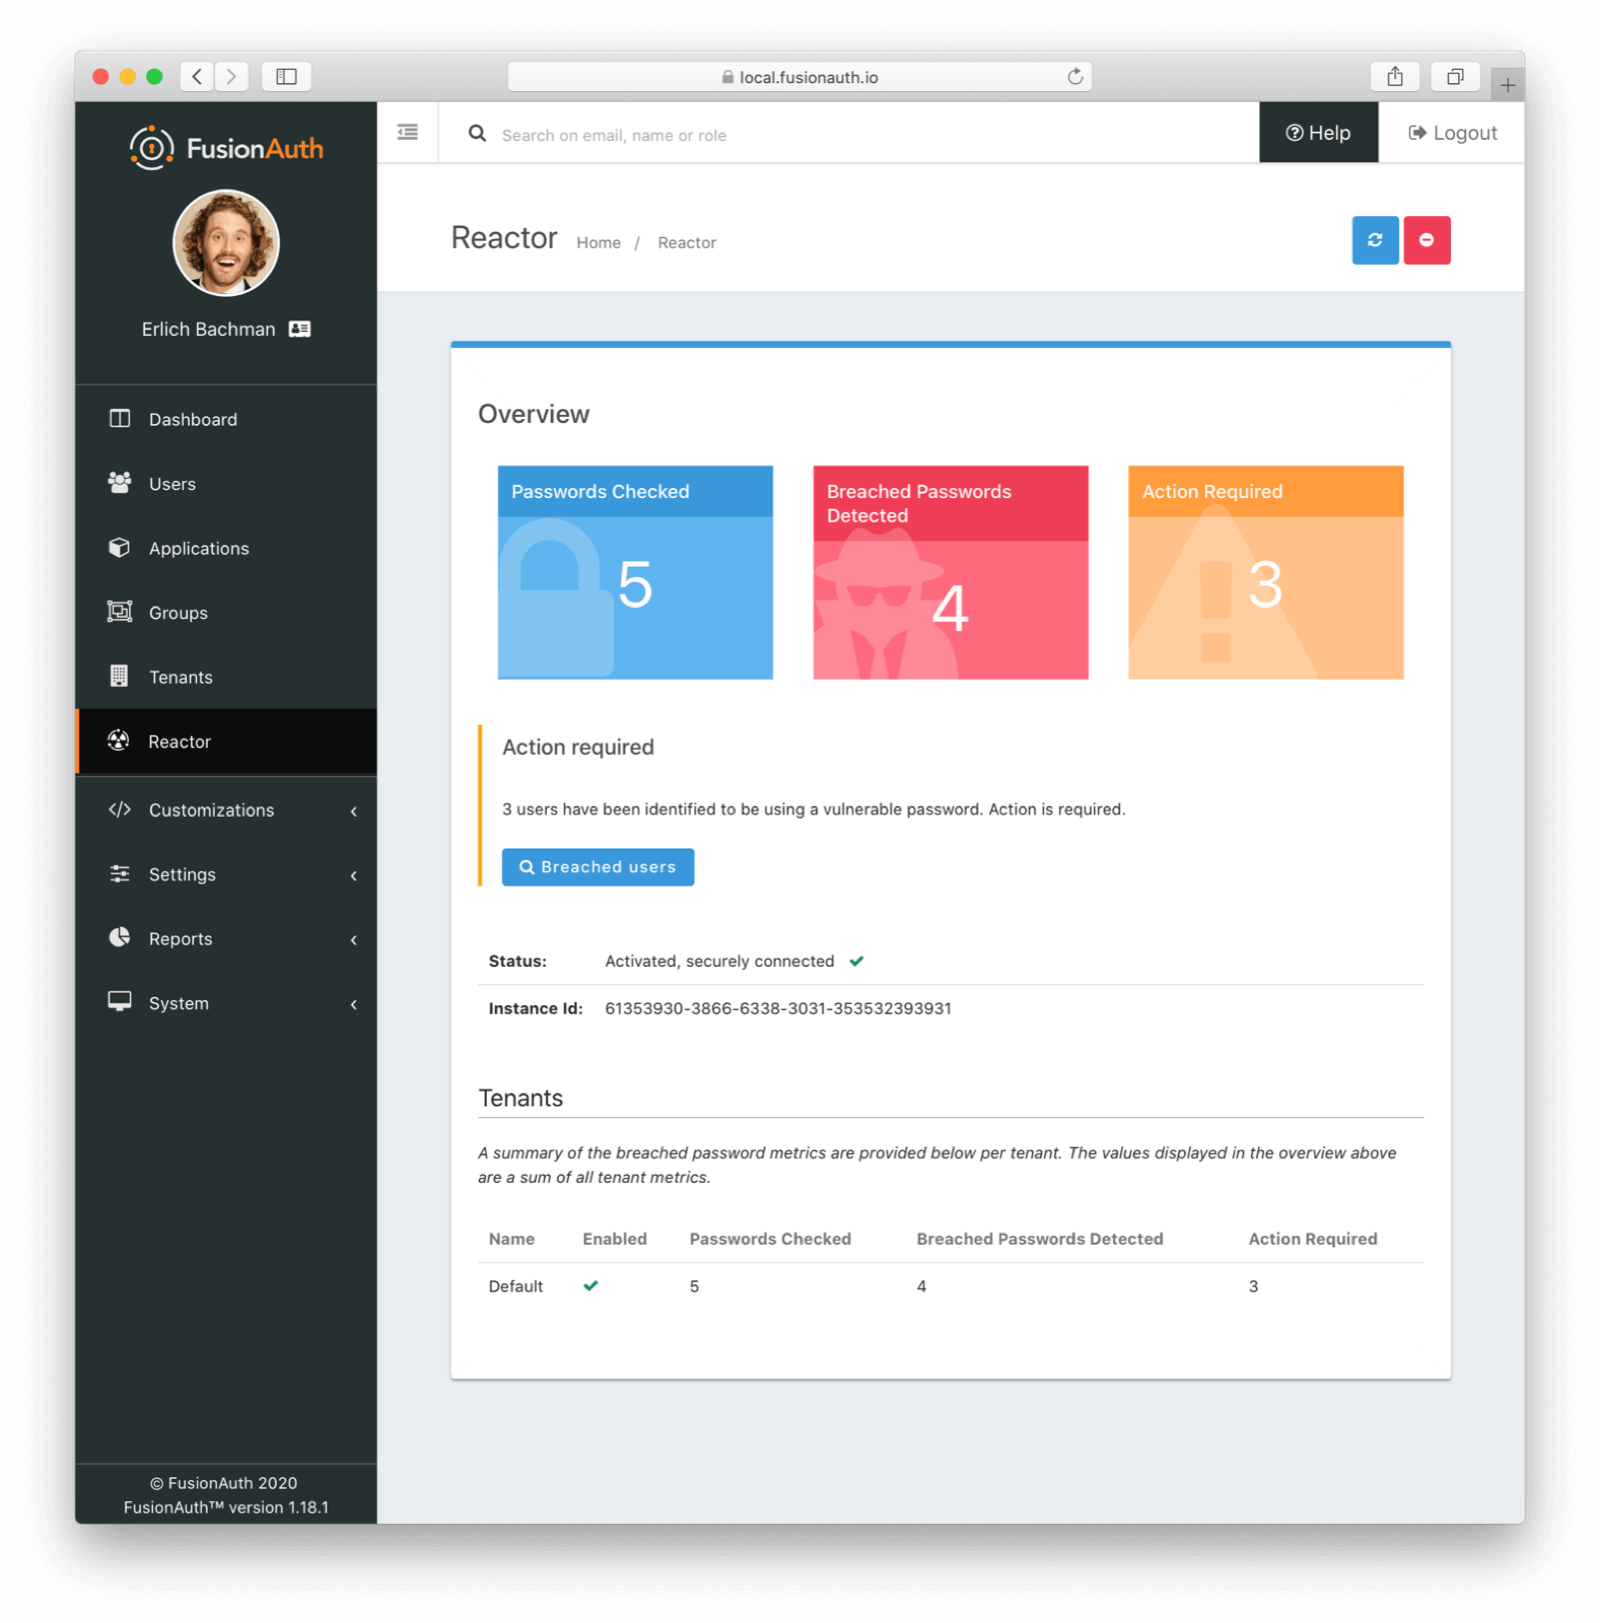 local.fusionauth.io
FusionAuth
Search on email, name or role
Help
Logout
Erlich Bachman
Reactor
Home / Reactor
Dashboard
Users
Applications
Groups
Tenants
Reactor
Customizations
Settings
Reports
System
© FusionAuth 2020
FusionAuth™ version 1.18.1
Overview
Passwords Checked
5
Breached Passwords
Detected
4
Action Required
3
Action required
3 users have been identified to be using a vulnerable password. Action is required.
Breached users
Status: Activated, securely connected
Instance Id: 61353930-3866-6338-3031-353532393931
Tenants
A summary of the breached password metrics are provided below per tenant. The values displayed in the overview above
are a sum of all tenant metrics.
Name Enabled Passwords Checked Breached Passwords Detected Action Required
Default 5 4 3